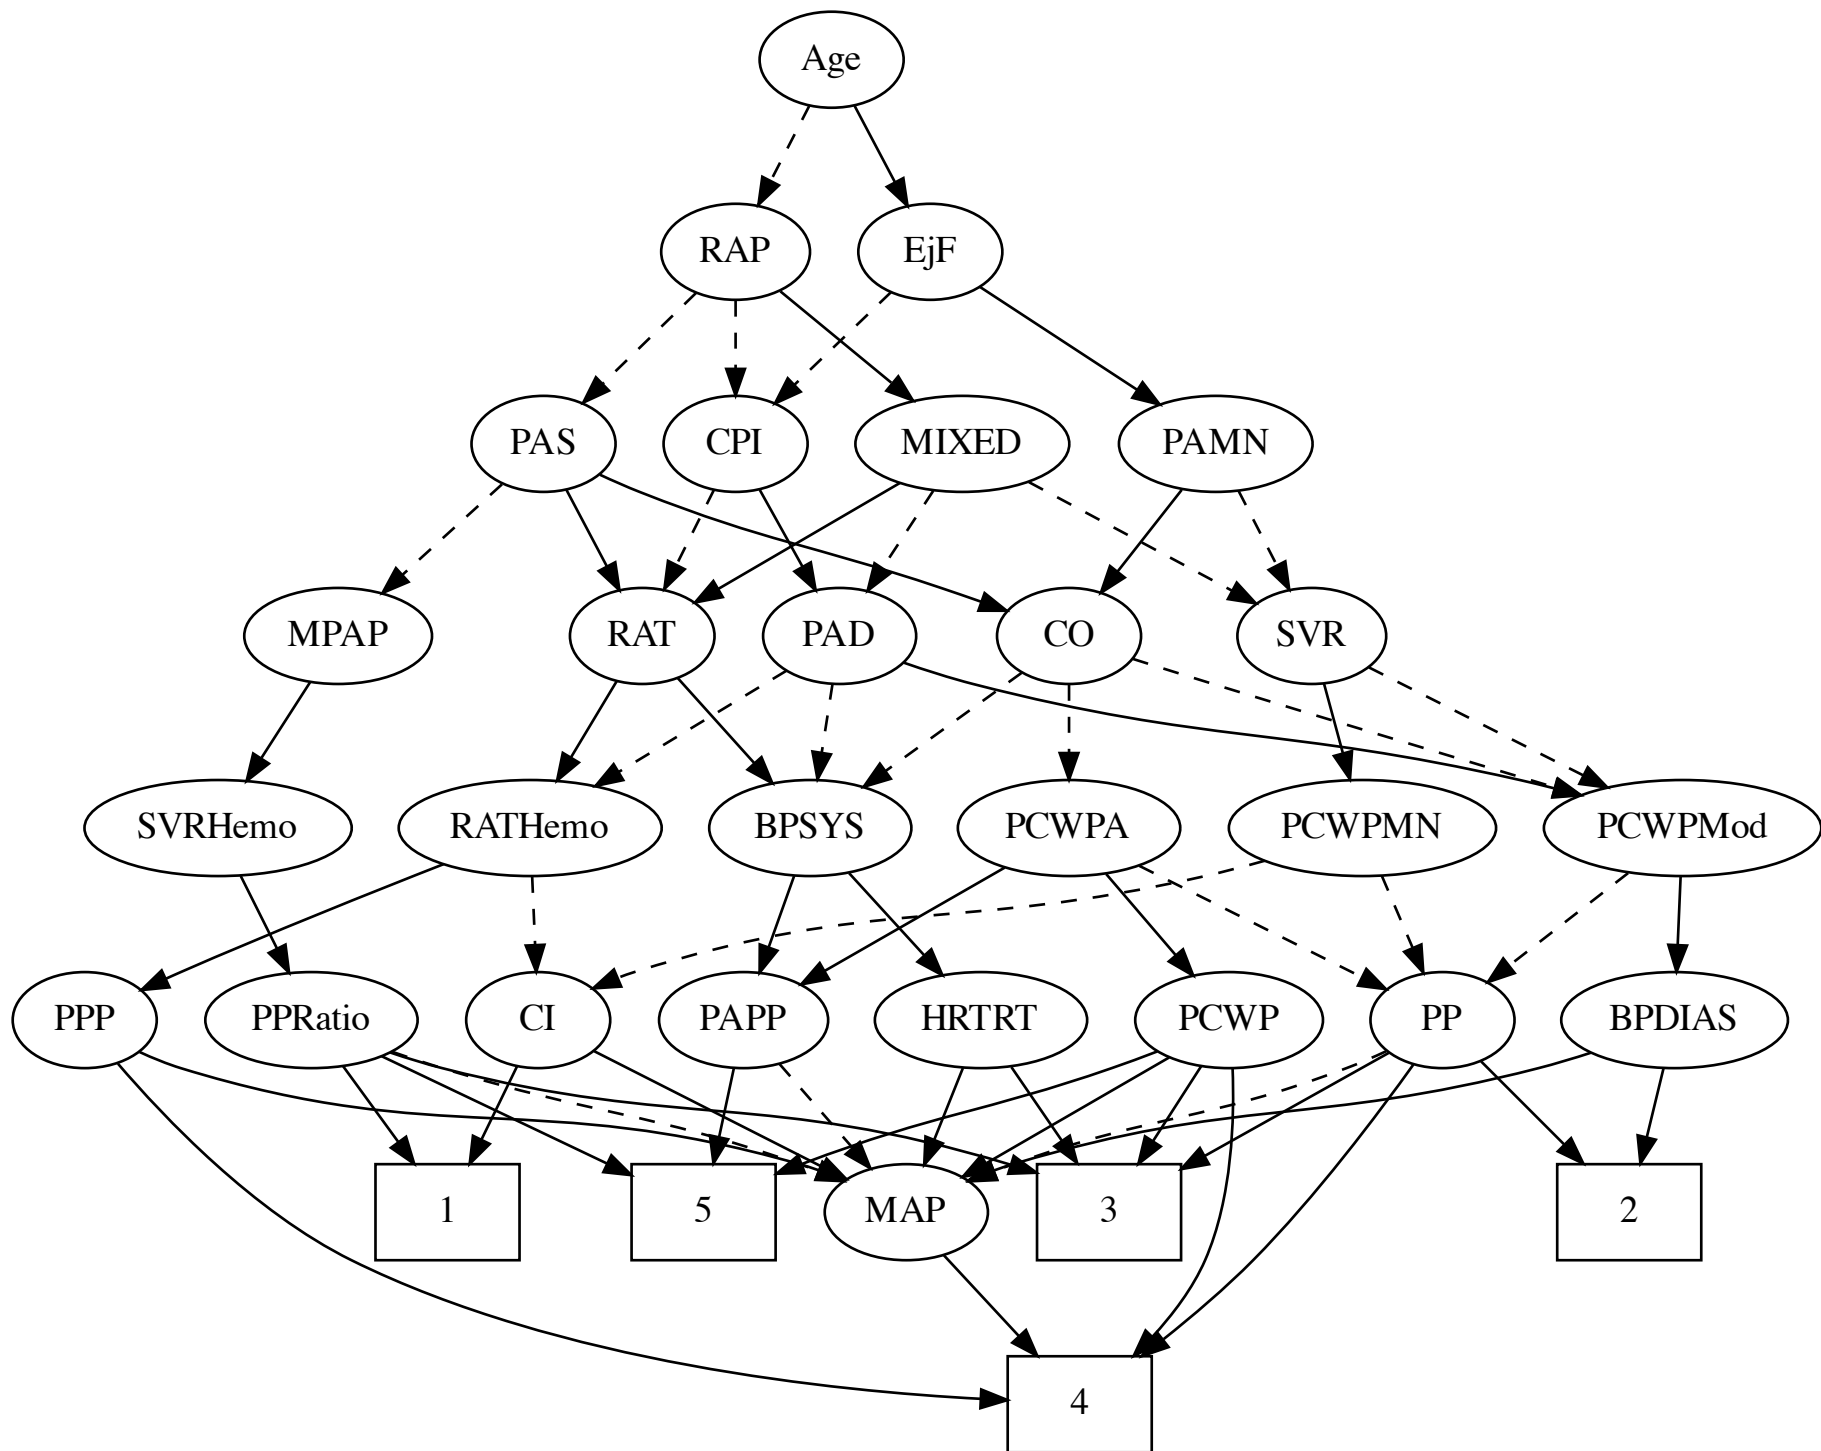 Age
RAP
EjF
PAS
CPI
MIXED
PAMN
MPAP
RAT
PAD
CO
SVR
SVRHemo
RATHemo
BPSYS
PCWPA
PCWPMN
PCWPMod
PPP
PPRatio
CI
PAPP
HRTRT
PCWP
PP
BPDIAS
1
5
MAP
3
2
4